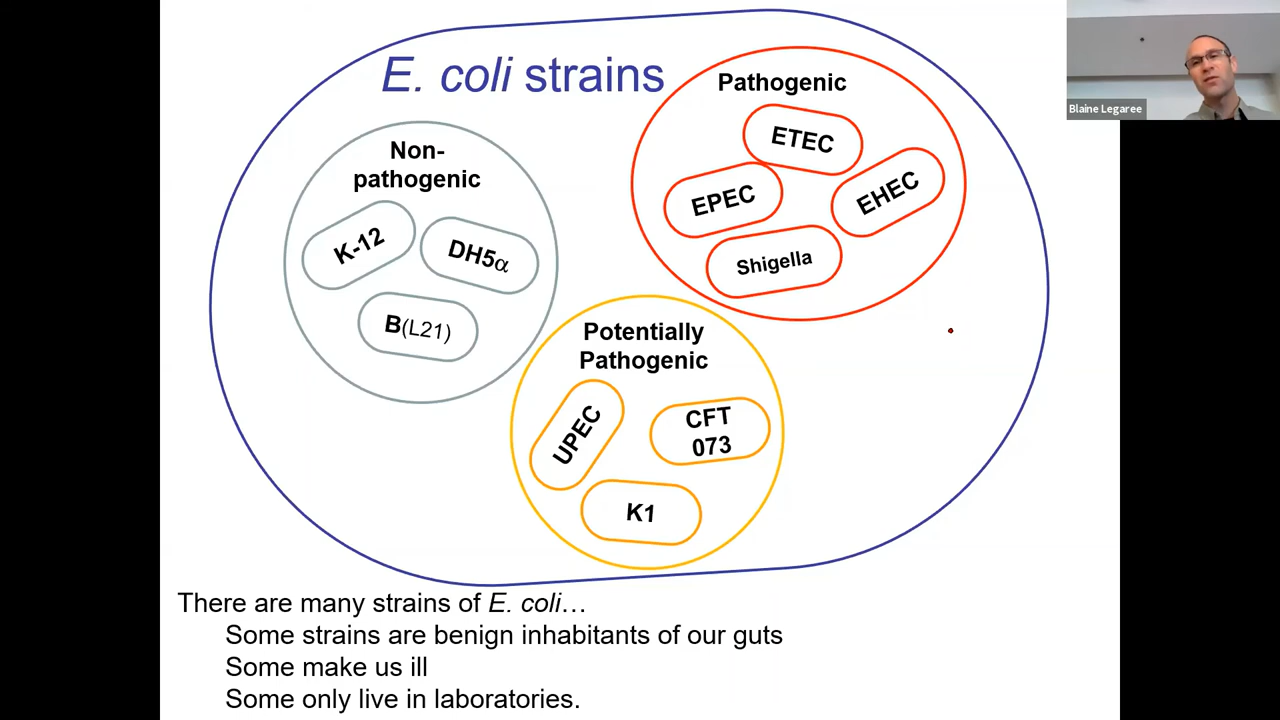 E. coli strains
Pathogenic
ETEC
EPEC
EHEC
Shigella
Non-
pathogenic
K-12
DH5α
B(L21)
Potentially
Pathogenic
UPEC
CFT
073
K1
There are many strains of E. coli…
Some strains are benign inhabitants of our guts
Some make us ill
Some only live in laboratories.
Blaine Legaree